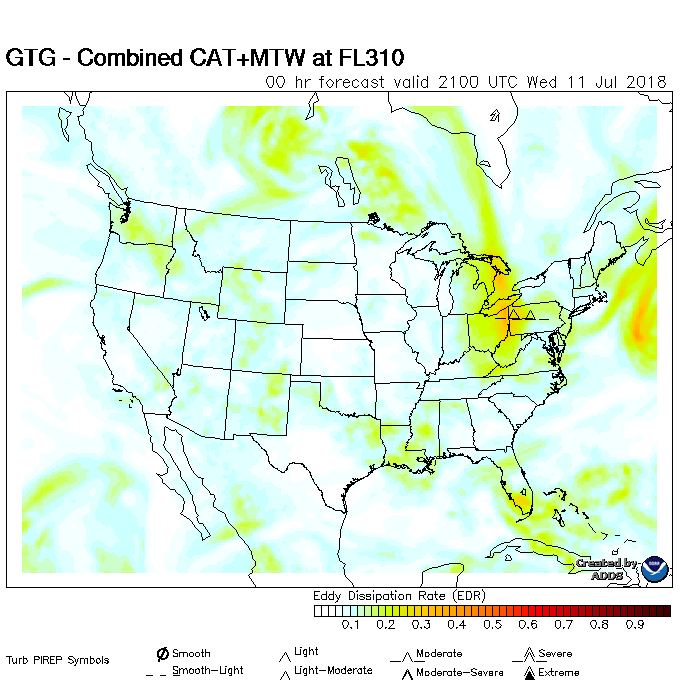 GTG - Combined CAT+MTW at FL310
00 hr forecast valid 2100 UTC Wed 11 Jul 2018
Created by
ADDS
Eddy Dissipation Rate (EDR)
0.1 0.2 0.3 0.4 0.5 0.6 0.7 0.8 0.9
Turb PIREP Symbols
Smooth Light Moderate Severe
Smooth-Light Light-Moderate Moderate-Severe Extreme